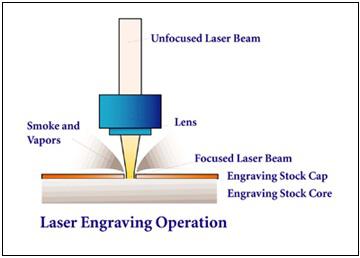 Unfocused Laser Beam
Smoke and
Vapors
Lens
Focused Laser Beam
Engraving Stock Cap
Engraving Stock Core
Laser Engraving Operation